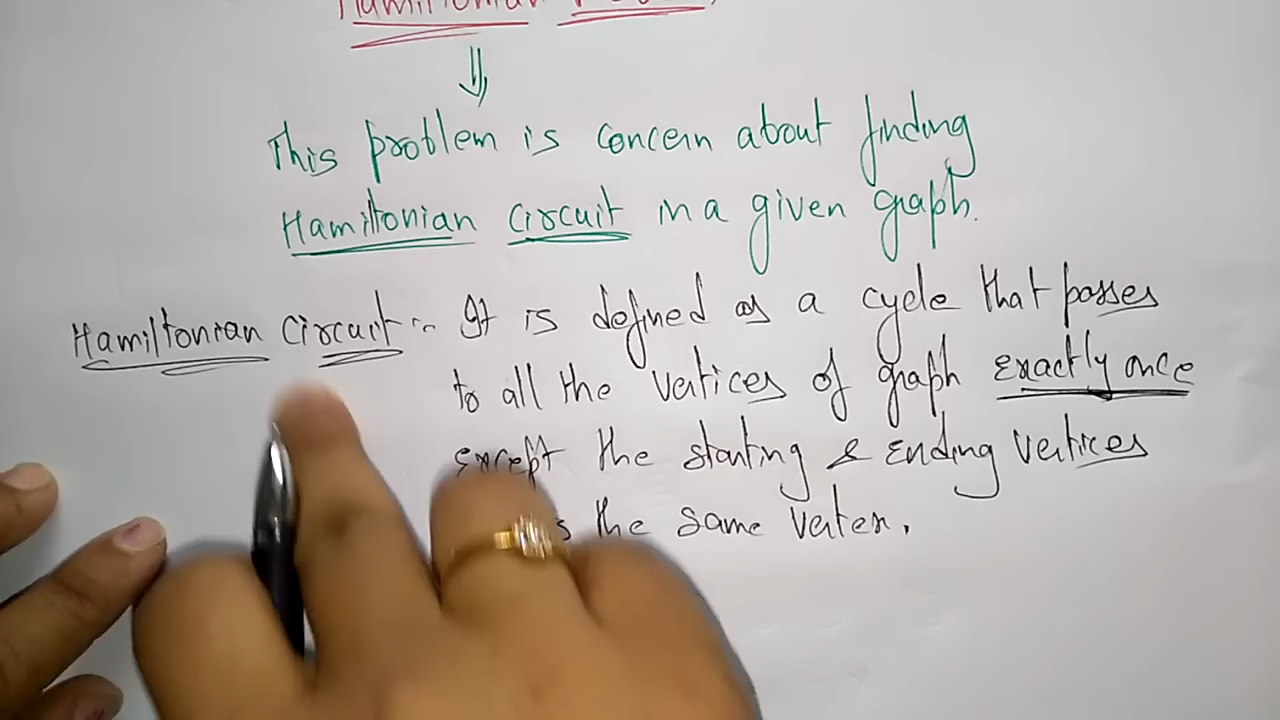 Hamiltonian
This problem is concern about finding
Hamiltonian Circuit in a given graph.
Hamiltonian Circuit :- It is defined as a cycle that passes
to all the vertices of graph exactly once
except the starting & ending vertices
the same vertex.